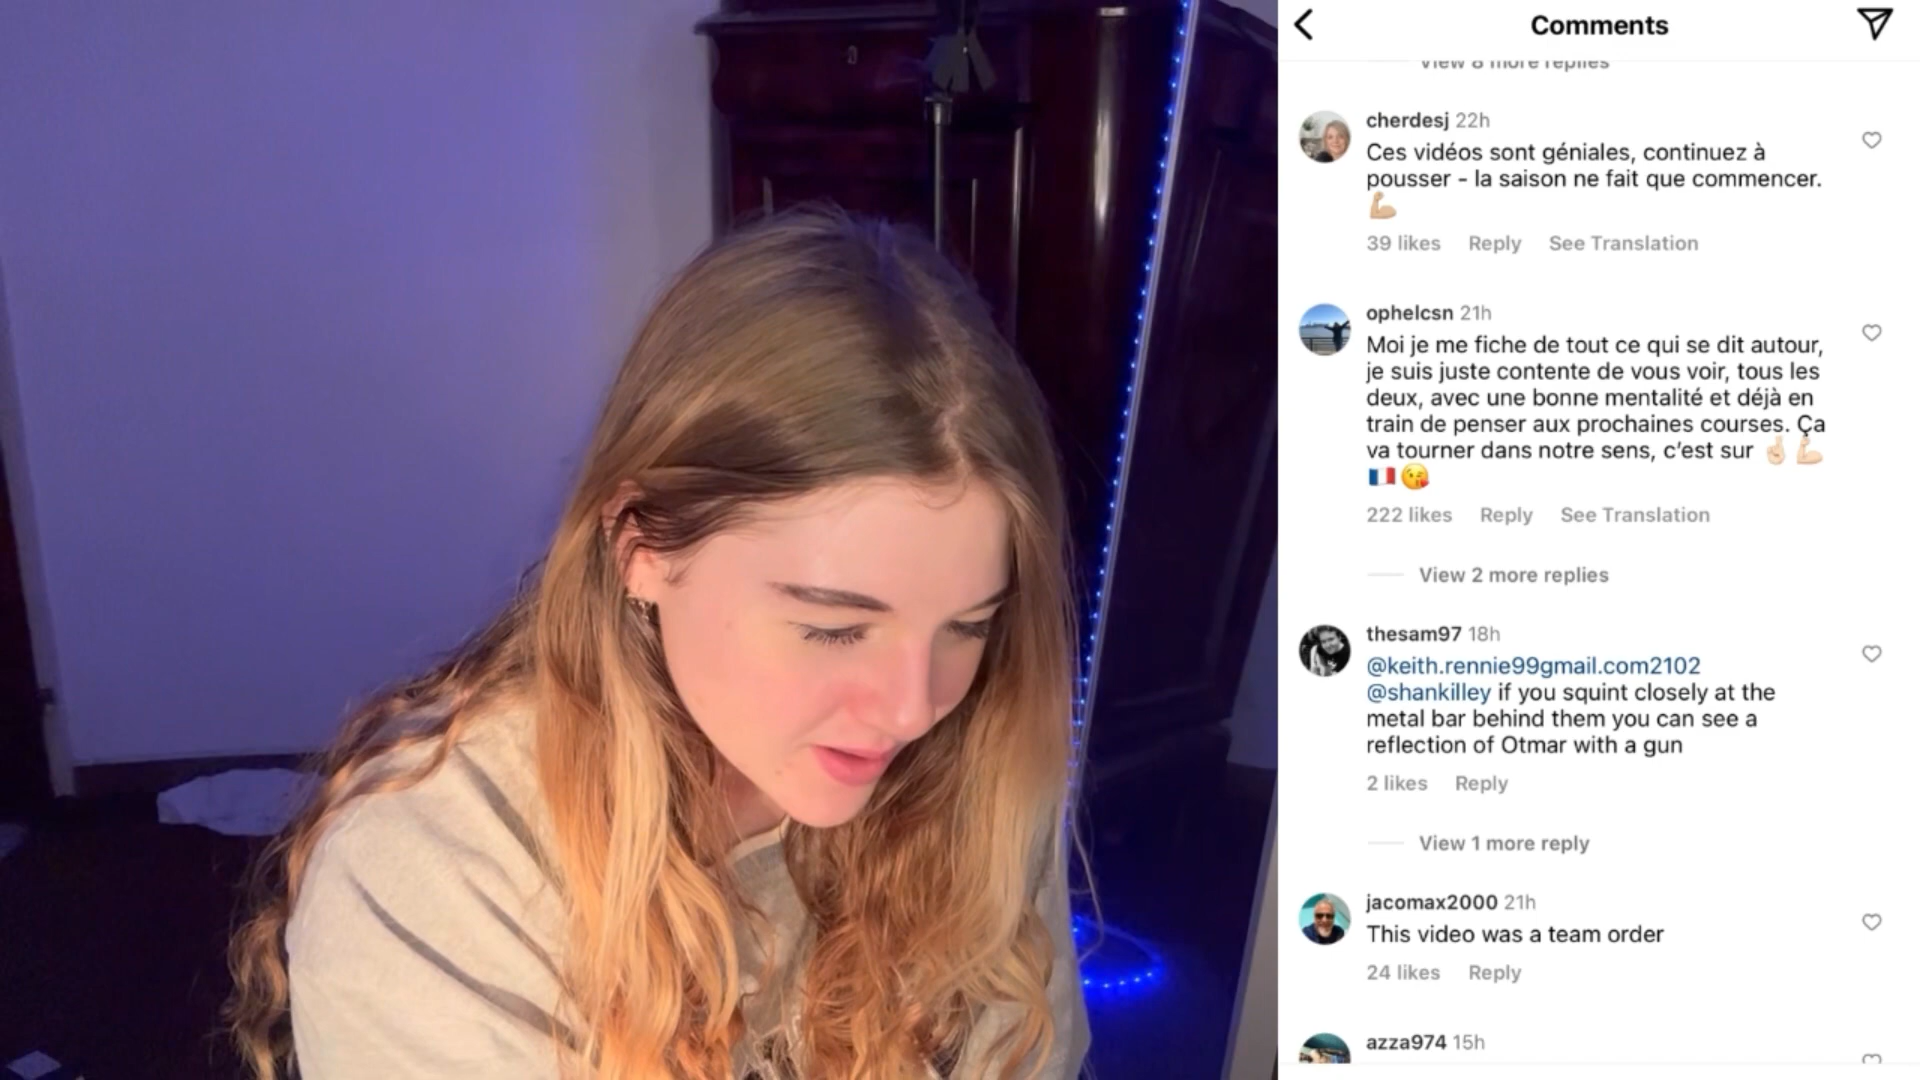 Comments
View 8 more replies
cherdesj 22h
Ces vidéos sont géniales, continuez à
pousser - la saison ne fait que commencer.
💪🏼
39 likes Reply See Translation
ophelcsn 21h
Moi je me fiche de tout ce qui se dit autour,
je suis juste contente de vous voir, tous les
deux, avec une bonne mentalité et déjà en
train de penser aux prochaines courses. Ça
va tourner dans notre sens, c’est sur 🤞🏻💪🏻
🇫🇷😘
222 likes Reply See Translation
View 2 more replies
thesam97 18h
@keith.rennie99gmail.com2102
@shankilley if you squint closely at the
metal bar behind them you can see a
reflection of Otmar with a gun
2 likes Reply
View 1 more reply
jacomax2000 21h
This video was a team order
24 likes Reply
azza974 15h